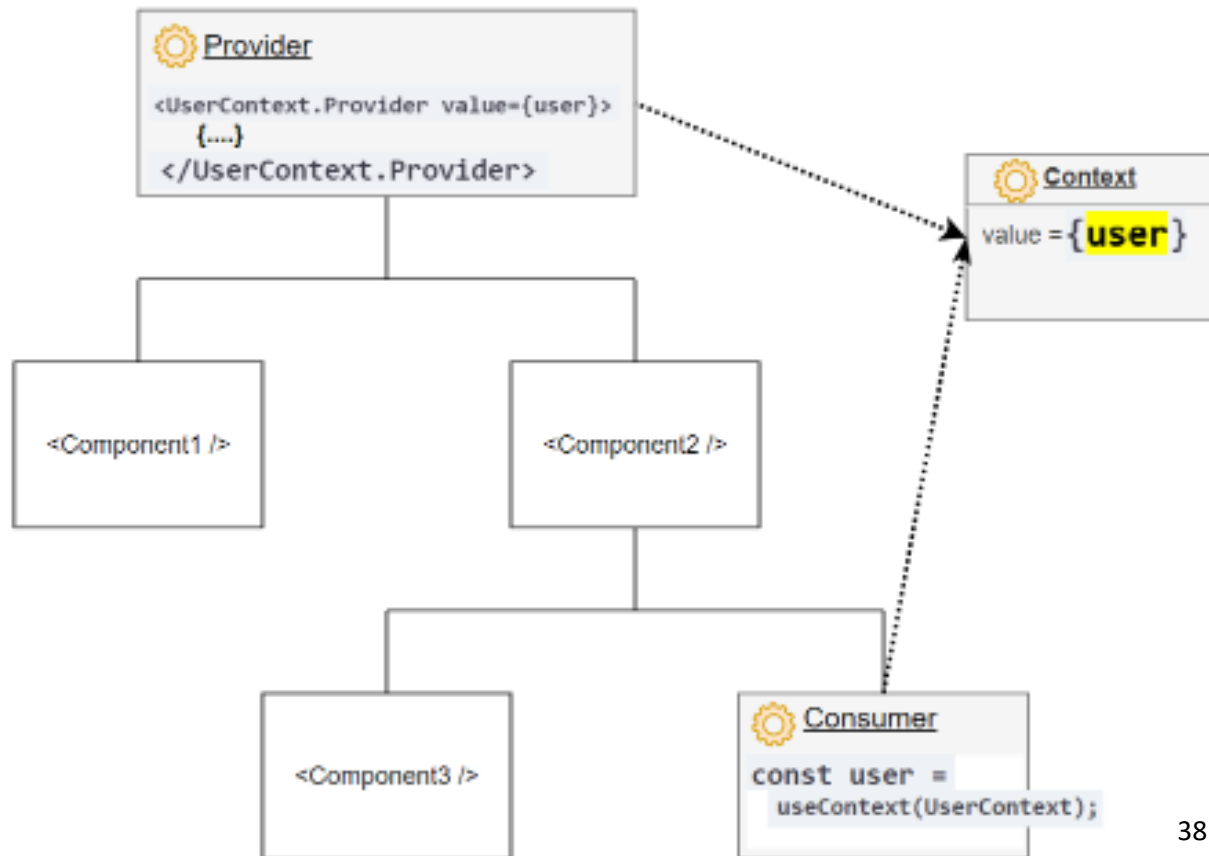 Provider
<UserContext.Provider value={user}>
{....}
</UserContext.Provider>
Context
value = {user}
<Component1 />
<Component2 />
<Component3 />
Consumer
const user =
useContext(UserContext);
38